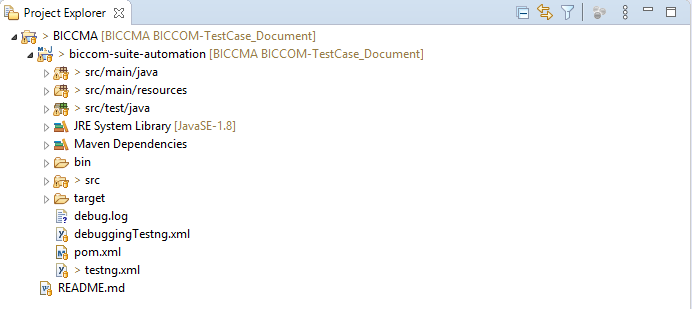 Project Explorer
> BICCMA [BICCMA BICCOM-TestCase_Document]
> biccom-suite-automation [BICCMA BICCOM-TestCase_Document]
> src/main/java
> src/main/resources
> src/test/java
JRE System Library [JavaSE-1.8]
Maven Dependencies
bin
> src
target
debug.log
debuggingTestng.xml
pom.xml
> testng.xml
README.md